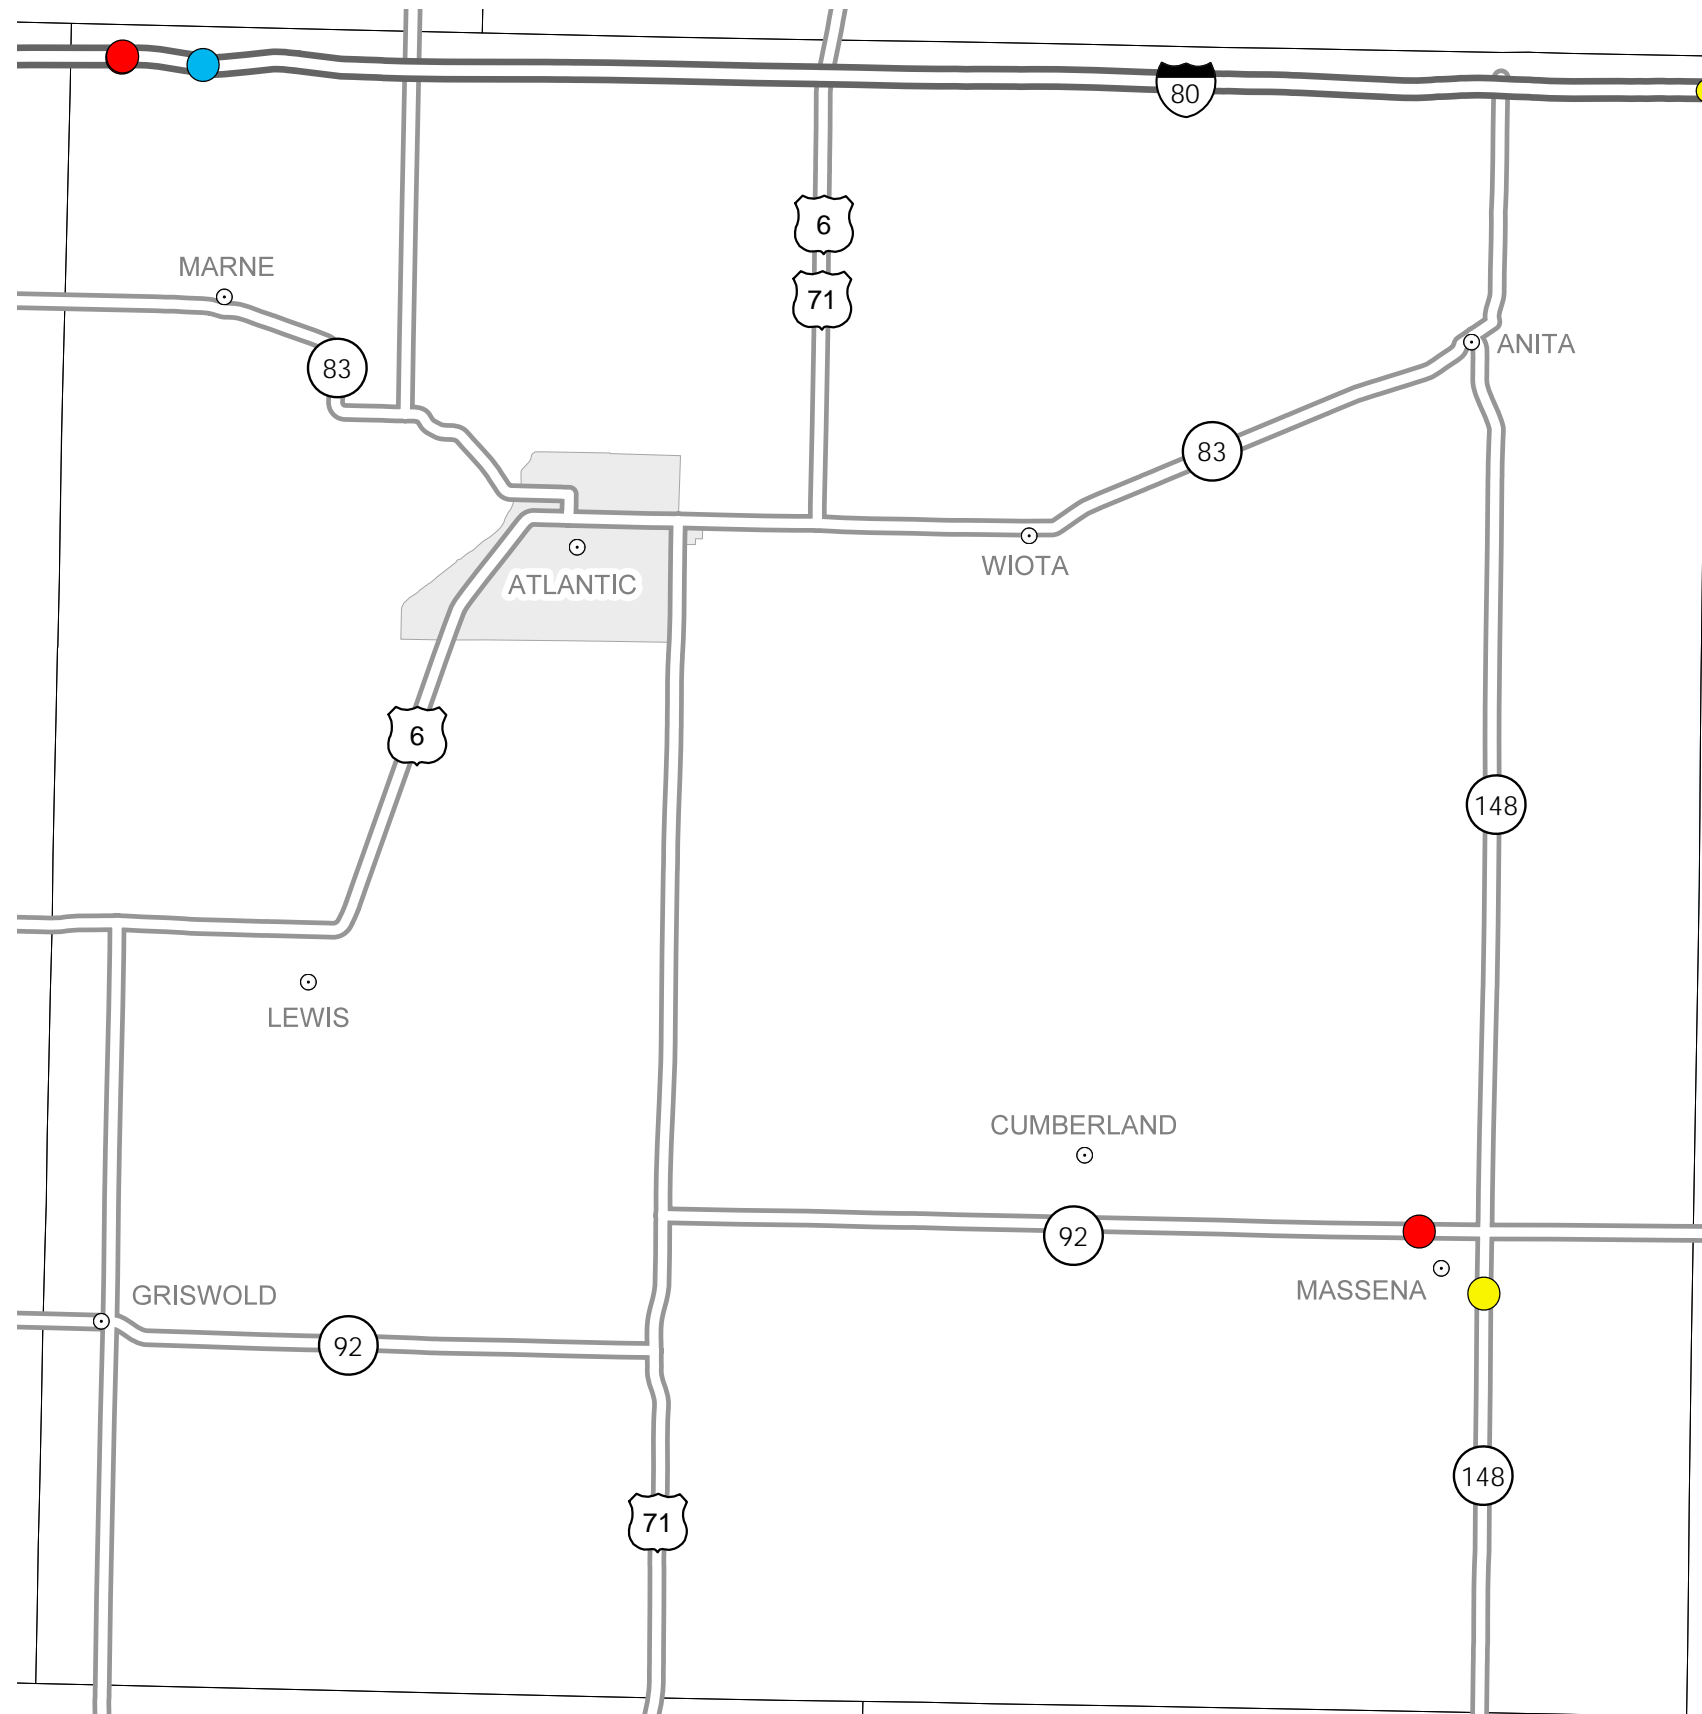 80
6
MARNE
71
ANITA
83
83
WIOTA
ATLANTIC
6
148
LEWIS
CUMBERLAND
92
MASSENA
GRISWOLD
92
148
71